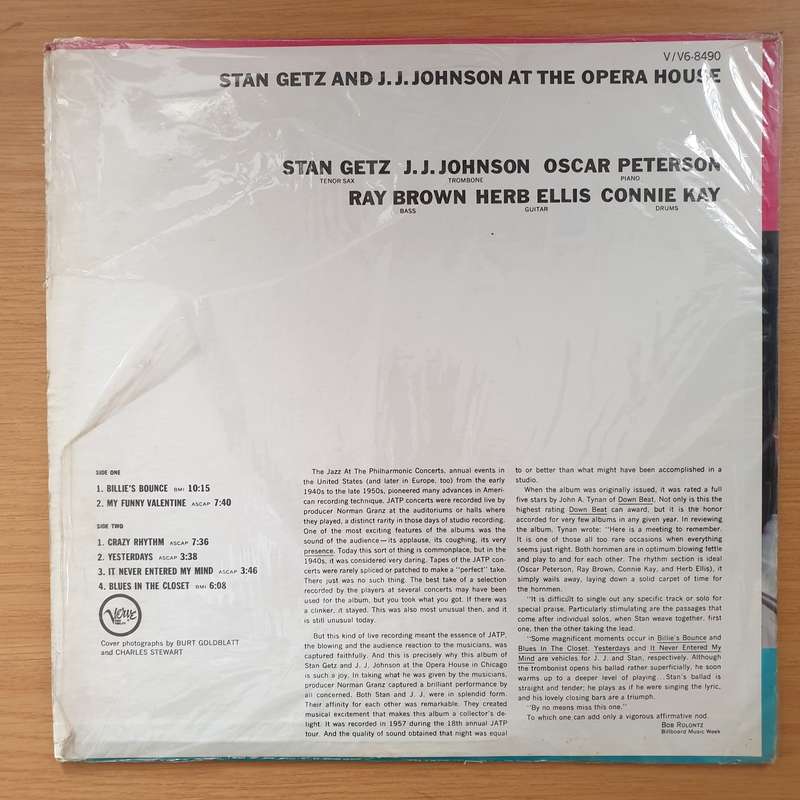 V/V6-8490
STAN GETZ AND J.J. JOHNSON AT THE OPERA HOUSE
STAN GETZ J.J. JOHNSON OSCAR PETERSON
TENOR SAX TROMBONE PIANO
RAY BROWN HERB ELLIS CONNIE KAY
BASS GUITAR DRUMS
SIDE ONE
1. BILLIE'S BOUNCE BMI 10:15
2. MY FUNNY VALENTINE ASCAP 7:40
SIDE TWO
1. CRAZY RHYTHM ASCAP 7:36
2. YESTERDAYS ASCAP 3:38
3. IT NEVER ENTERED MY MIND ASCAP 3:46
4. BLUES IN THE CLOSET BMI 6:08
Verve
Cover photographs by BURT GOLDBLATT
and CHARLES STEWART
The Jazz At The Philharmonic Concerts, annual events in
the United States (and later in Europe, too) from the early
1940s to the late 1950s, pioneered many advances in Ameri-
can recording technique. JATP concerts were recorded live by
producer Norman Granz at the auditoriums or halls where
they played, a distinct rarity in those days of studio recording.
One of the most exciting features of the albums was the
sound of the audience—its applause, its coughing, its very
presence. Today this sort of thing is commonplace, but in the
1940s, it was considered very daring. Tapes of the JATP con-
certs were rarely spliced or patched to make a "perfect" take.
There just was no such thing. The best take of a selection
recorded by the players at several concerts may have been
used for the album, but you took what you got. If there was
a clinker, it stayed. This was also most unusual then, and it
is still unusual today.
But this kind of live recording meant the essence of JATP,
the blowing and the audience reaction to the musicians, was
captured faithfully. And this is precisely why this album of
Stan Getz and J. J. Johnson at the Opera House in Chicago
is such a joy. In taking what he was given by the musicians,
producer Norman Granz captured a brilliant performance by
all concerned. Both Stan and J. J. were in splendid form.
Their affinity for each other was remarkable. They created
musical excitement that makes this album a collector's de-
light. It was recorded in 1957 during the 18th annual JATP
tour. And the quality of sound obtained that night was equal
to or better than what might have been accomplished in a
studio.
When the album was originally issued, it was rated a full
five stars by John A. Tynan of Down Beat. Not only is this the
highest rating Down Beat can award, but it is the honor
accorded for very few albums in any given year. In reviewing
the album, Tynan wrote: "Here is a meeting to remember.
It is one of those all too rare occasions when everything
seems just right. Both hornmen are in optimum blowing fettle
and play to and for each other. The rhythm section is ideal
(Oscar Peterson, Ray Brown, Connie Kay, and Herb Ellis), it
simply wails away, laying down a solid carpet of time for
the hornmen.
"It is difficult to single out any specific track or solo for
special praise. Particularly stimulating are the passages that
come after individual solos, when Stan weave together, first
one, then the other taking the lead.
"Some magnificent moments occur in Billie's Bounce and
Blues In The Closet. Yesterdays and It Never Entered My
Mind are vehicles for J. J. and Stan, respectively. Although
the trombonist opens his ballad rather superficially, he soon
warms up to a deeper level of playing...Stan's ballad is
straight and tender; he plays as if he were singing the lyric,
and his lovely closing bars are a triumph.
"By no means miss this one."
To which one can add only a vigorous affirmative nod.
BOB ROLONTZ
Billboard Music Week